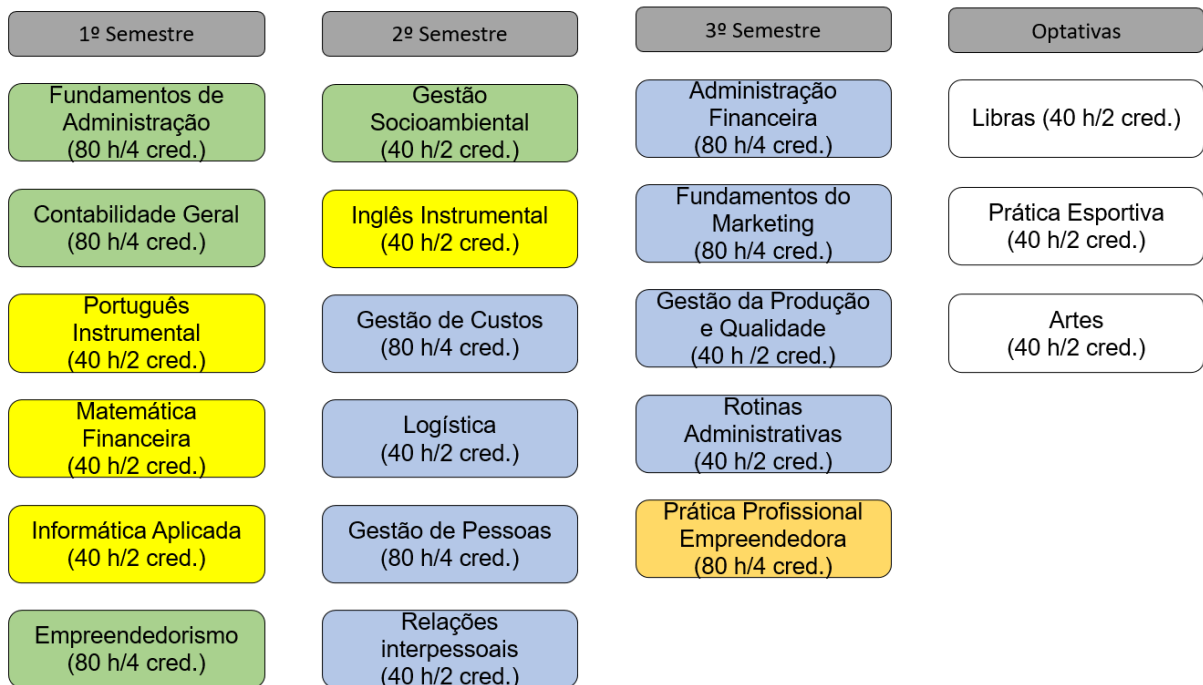 1º Semestre
Fundamentos de
Administração
(80 h/4 cred.)
Contabilidade Geral
(80 h/4 cred.)
Português
Instrumental
(40 h/2 cred.)
Matemática
Financeira
(40 h/2 cred.)
Informática Aplicada
(40 h/2 cred.)
Empreendedorismo
(80 h/4 cred.)
2º Semestre
Gestão
Socioambiental
(40 h/2 cred.)
Inglês Instrumental
(40 h/2 cred.)
Gestão de Custos
(80 h/4 cred.)
Logística
(40 h/2 cred.)
Gestão de Pessoas
(80 h/4 cred.)
Relações
interpessoais
(40 h/2 cred.)
3º Semestre
Administração
Financeira
(80 h/4 cred.)
Fundamentos do
Marketing
(80 h/4 cred.)
Gestão da Produção
e Qualidade
(40 h /2 cred.)
Rotinas
Administrativas
(40 h/2 cred.)
Prática Profissional
Empreendedora
(80 h/4 cred.)
Optativas
Libras (40 h/2 cred.)
Prática Esportiva
(40 h/2 cred.)
Artes
(40 h/2 cred.)